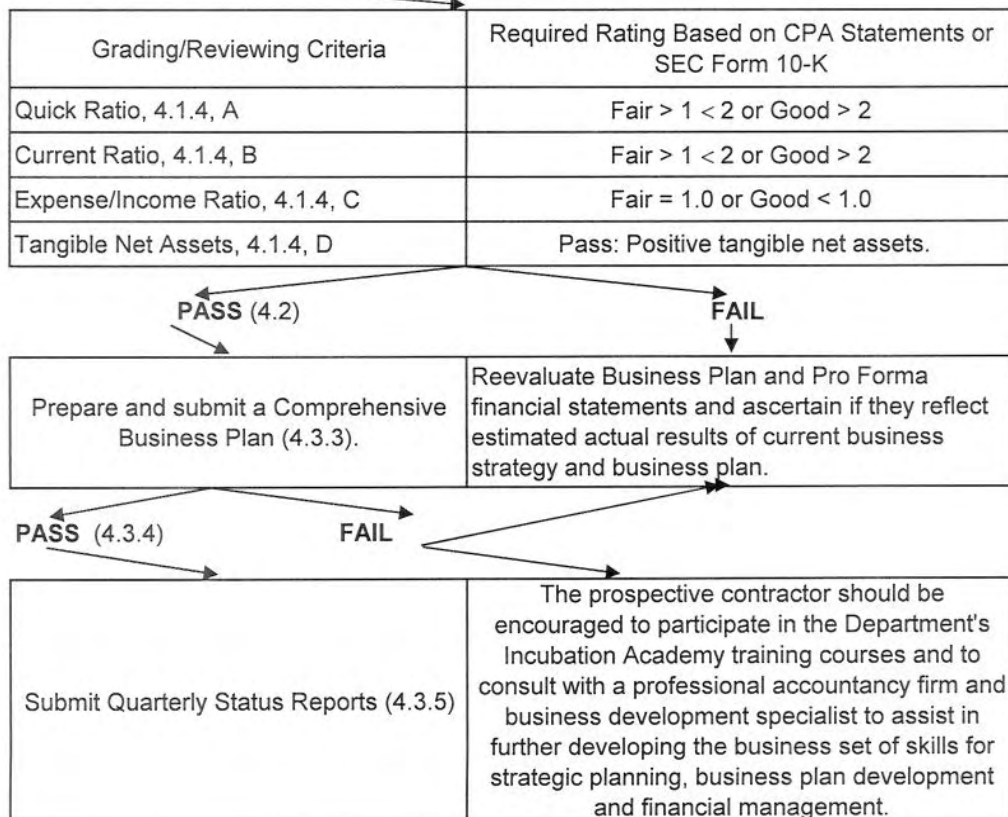 Grading/Reviewing Criteria
Required Rating Based on CPA Statements or
SEC Form 10-K
Quick Ratio, 4.1.4, A
Fair > 1 < 2 or Good > 2
Current Ratio, 4.1.4, B
Fair > 1 < 2 or Good > 2
Expense/Income Ratio, 4.1.4, C
Fair = 1.0 or Good < 1.0
Tangible Net Assets, 4.1.4, D
Pass: Positive tangible net assets.
PASS (4.2)
FAIL
Prepare and submit a Comprehensive
Business Plan (4.3.3).
Reevaluate Business Plan and Pro Forma
financial statements and ascertain if they reflect
estimated actual results of current business
strategy and business plan.
PASS (4.3.4)
FAIL
Submit Quarterly Status Reports (4.3.5)
The prospective contractor should be
encouraged to participate in the Department's
Incubation Academy training courses and to
consult with a professional accountancy firm and
business development specialist to assist in
further developing the business set of skills for
strategic planning, business plan development
and financial management.